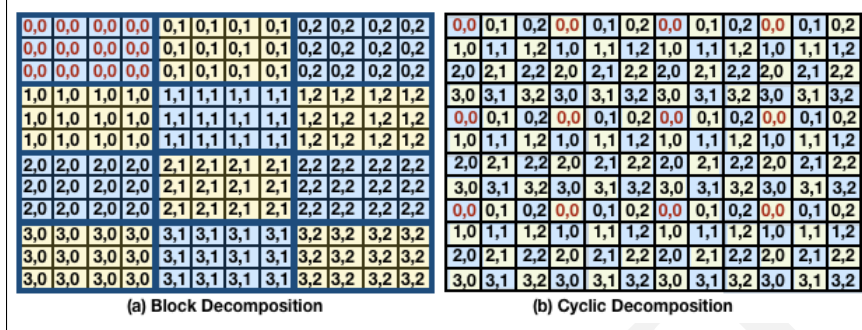 0,0 0,0 0,0 0,0 0,1 0,1 0,1 0,1 0,2 0,2 0,2 0,2
0,0 0,0 0,0 0,0 0,1 0,1 0,1 0,1 0,2 0,2 0,2 0,2
0,0 0,0 0,0 0,0 0,1 0,1 0,1 0,1 0,2 0,2 0,2 0,2
1,0 1,0 1,0 1,0 1,1 1,1 1,1 1,1 1,2 1,2 1,2 1,2
1,0 1,0 1,0 1,0 1,1 1,1 1,1 1,1 1,2 1,2 1,2 1,2
1,0 1,0 1,0 1,0 1,1 1,1 1,1 1,1 1,2 1,2 1,2 1,2
2,0 2,0 2,0 2,0 2,1 2,1 2,1 2,1 2,2 2,2 2,2 2,2
2,0 2,0 2,0 2,0 2,1 2,1 2,1 2,1 2,2 2,2 2,2 2,2
2,0 2,0 2,0 2,0 2,1 2,1 2,1 2,1 2,2 2,2 2,2 2,2
3,0 3,0 3,0 3,0 3,1 3,1 3,1 3,1 3,2 3,2 3,2 3,2
3,0 3,0 3,0 3,0 3,1 3,1 3,1 3,1 3,2 3,2 3,2 3,2
3,0 3,0 3,0 3,0 3,1 3,1 3,1 3,1 3,2 3,2 3,2 3,2
(a) Block Decomposition
0,0 0,1 0,2 0,0 0,1 0,2 0,0 0,1 0,2 0,0 0,1 0,2
1,0 1,1 1,2 1,0 1,1 1,2 1,0 1,1 1,2 1,0 1,1 1,2
2,0 2,1 2,2 2,0 2,1 2,2 2,0 2,1 2,2 2,0 2,1 2,2
3,0 3,1 3,2 3,0 3,1 3,2 3,0 3,1 3,2 3,0 3,1 3,2
0,0 0,1 0,2 0,0 0,1 0,2 0,0 0,1 0,2 0,0 0,1 0,2
1,0 1,1 1,2 1,0 1,1 1,2 1,0 1,1 1,2 1,0 1,1 1,2
2,0 2,1 2,2 2,0 2,1 2,2 2,0 2,1 2,2 2,0 2,1 2,2
3,0 3,1 3,2 3,0 3,1 3,2 3,0 3,1 3,2 3,0 3,1 3,2
0,0 0,1 0,2 0,0 0,1 0,2 0,0 0,1 0,2 0,0 0,1 0,2
1,0 1,1 1,2 1,0 1,1 1,2 1,0 1,1 1,2 1,0 1,1 1,2
2,0 2,1 2,2 2,0 2,1 2,2 2,0 2,1 2,2 2,0 2,1 2,2
3,0 3,1 3,2 3,0 3,1 3,2 3,0 3,1 3,2 3,0 3,1 3,2
(b) Cyclic Decomposition